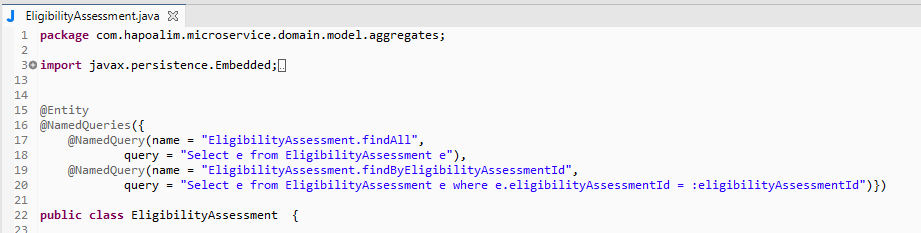 EligibilityAssessment.java
1 package com.hapoalim.microservice.domain.model.aggregates;
2
3 import javax.persistence.Embedded;
13
14
15 @Entity
16 @NamedQueries({
17 @NamedQuery(name = "EligibilityAssessment.findAll",
18 query = "Select e from EligibilityAssessment e"),
19 @NamedQuery(name = "EligibilityAssessment.findByEligibilityAssessmentId",
20 query = "Select e from EligibilityAssessment e where e.eligibilityAssessmentId = :eligibilityAssessmentId")})
21
22 public class EligibilityAssessment {
23